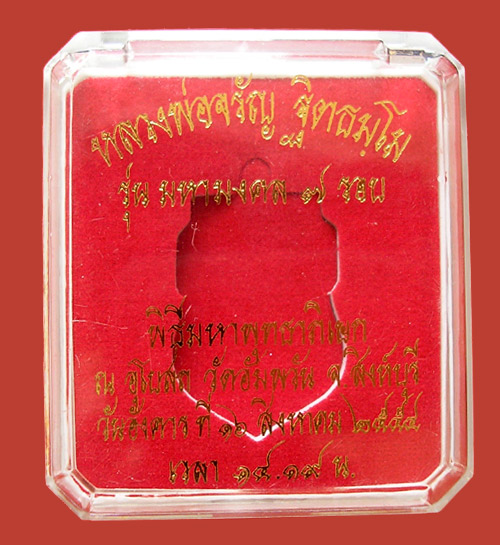 หลวงพ่อจรัญ ฐิตธมฺโม
รุ่น มหามงคล ๗ รอบ
พิธีมหาพุทธาภิเษก
ณ อุโบสถ วัดอัมพวัน จ.สิงห์บุรี
วันอังคาร ที่ ๑๖ สิงหาคม ๒๕๕๔
เวลา ๑๙.๑๙ น.